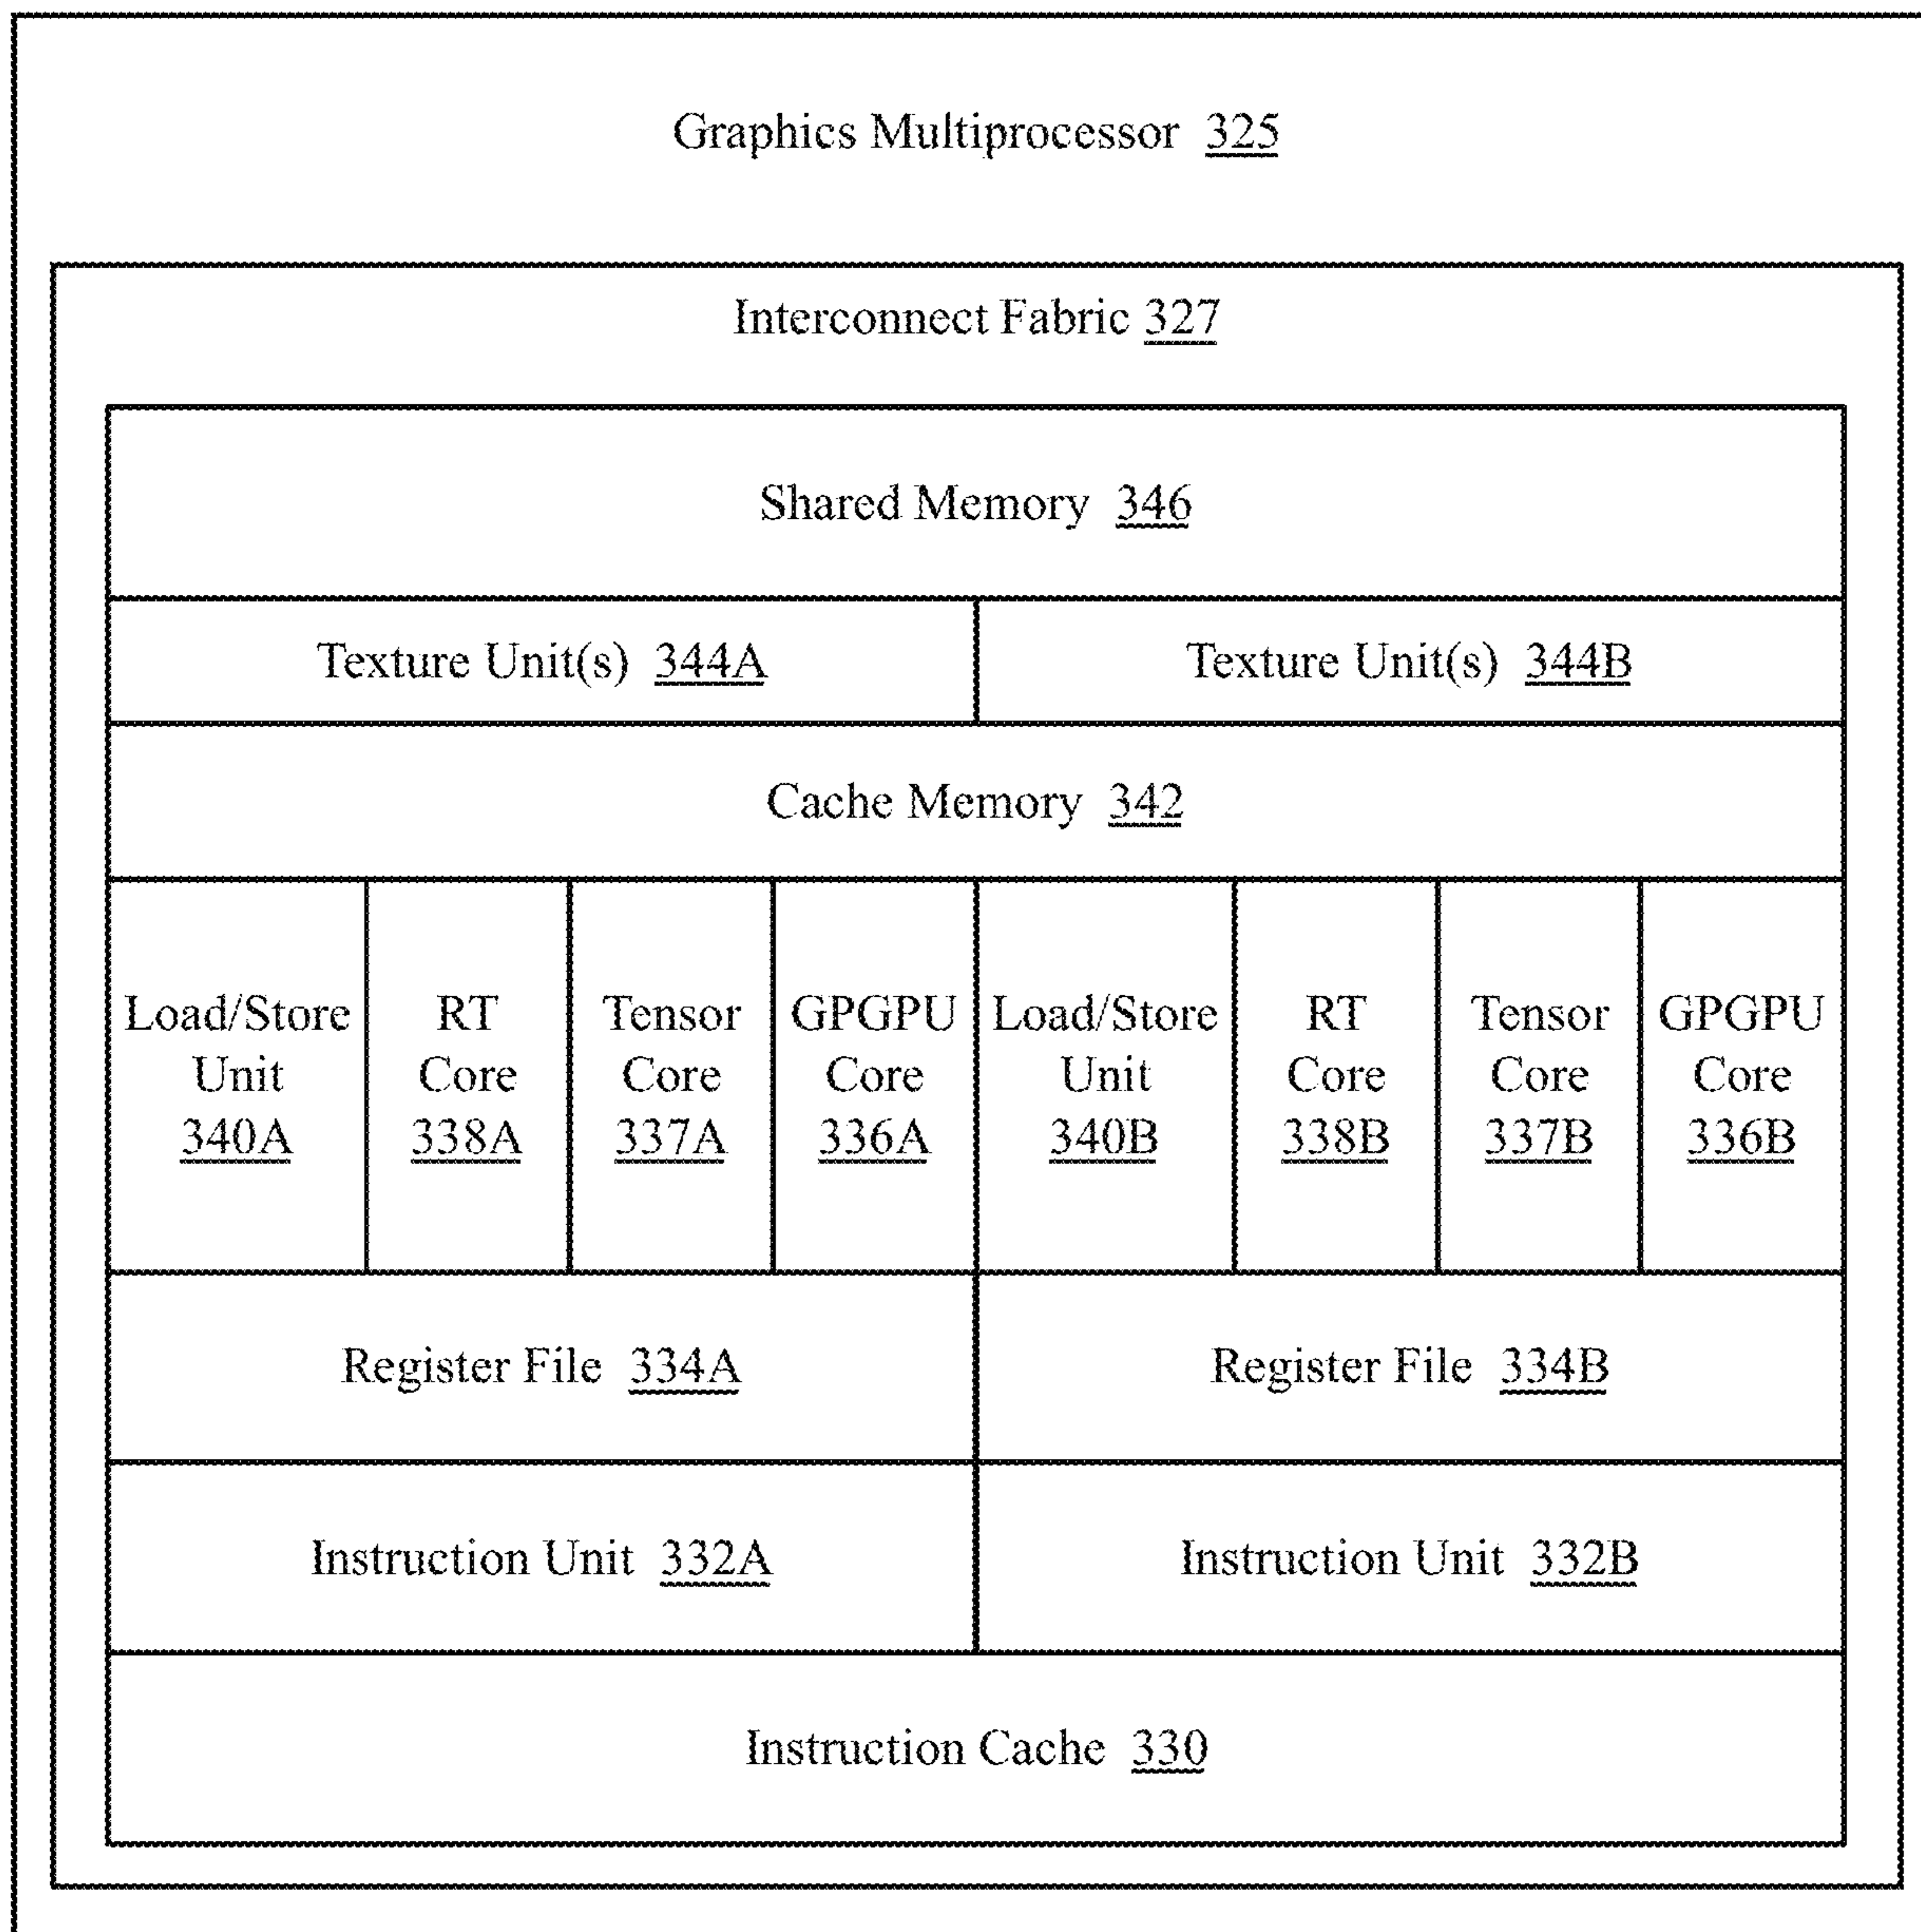 Graphics Multiprocessor 325
Interconnect Fabric 327
Shared Memory 346
Texture Unit(s) 344A
Texture Unit(s) 344B
Cache Memory 342
Load/Store
Unit
340A
RT
Core
338A
Tensor
Core
337A
GPGPU
Core
336A
Load/Store
Unit
340B
RT
Core
338B
Tensor
Core
337B
GPGPU
Core
336B
Register File 334A
Register File 334B
Instruction Unit 332A
Instruction Unit 332B
Instruction Cache 330